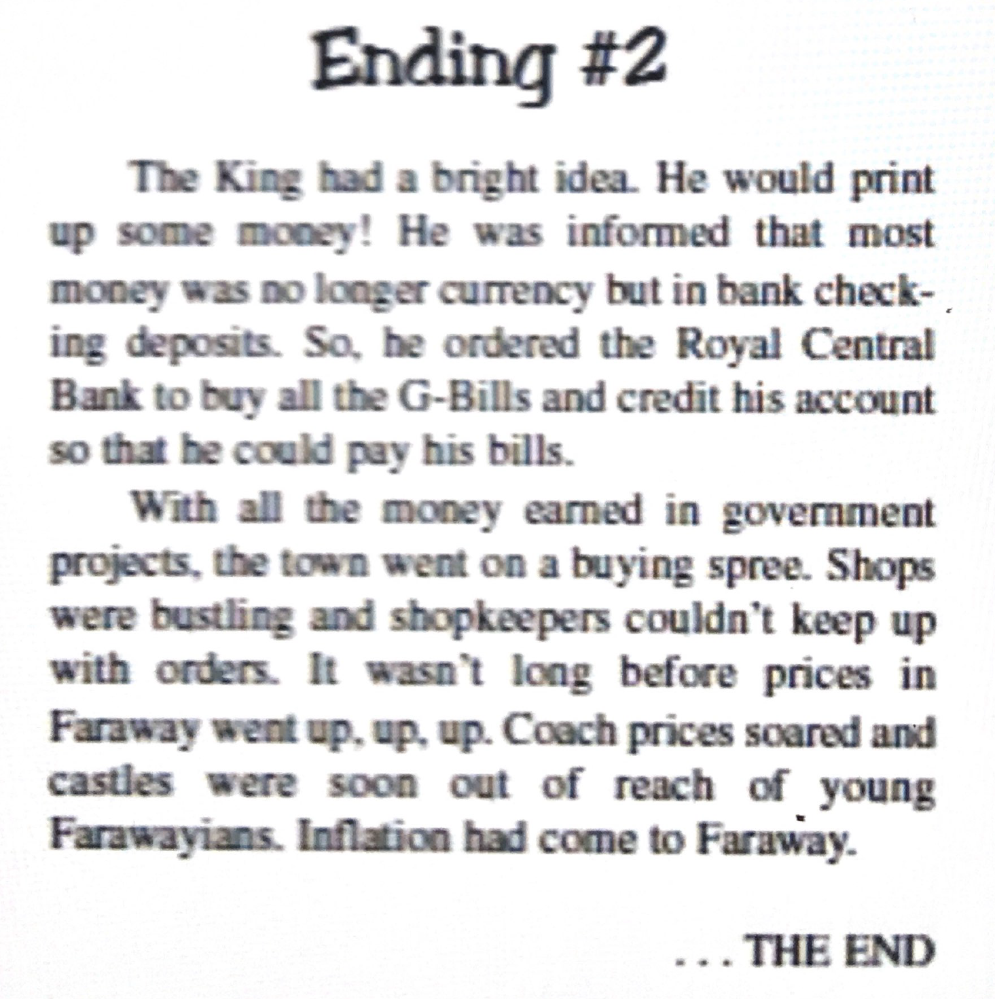 Ending #2
The King had a bright idea. He would print
up some money! He was informed that most
money was no longer currency but in bank check-
ing deposits. So, he ordered the Royal Central
Bank to buy all the G-Bills and credit his account
so that he could pay his bills.
With all the money earned in government
projects, the town went on a buying spree. Shops
were bustling and shopkeepers couldn't keep up
with orders. It wasn't long before prices in
Faraway went up, up, up. Coach prices soared and
castles were soon out of reach of young
Farawayians. Inflation had come to Faraway.
. . . THE END